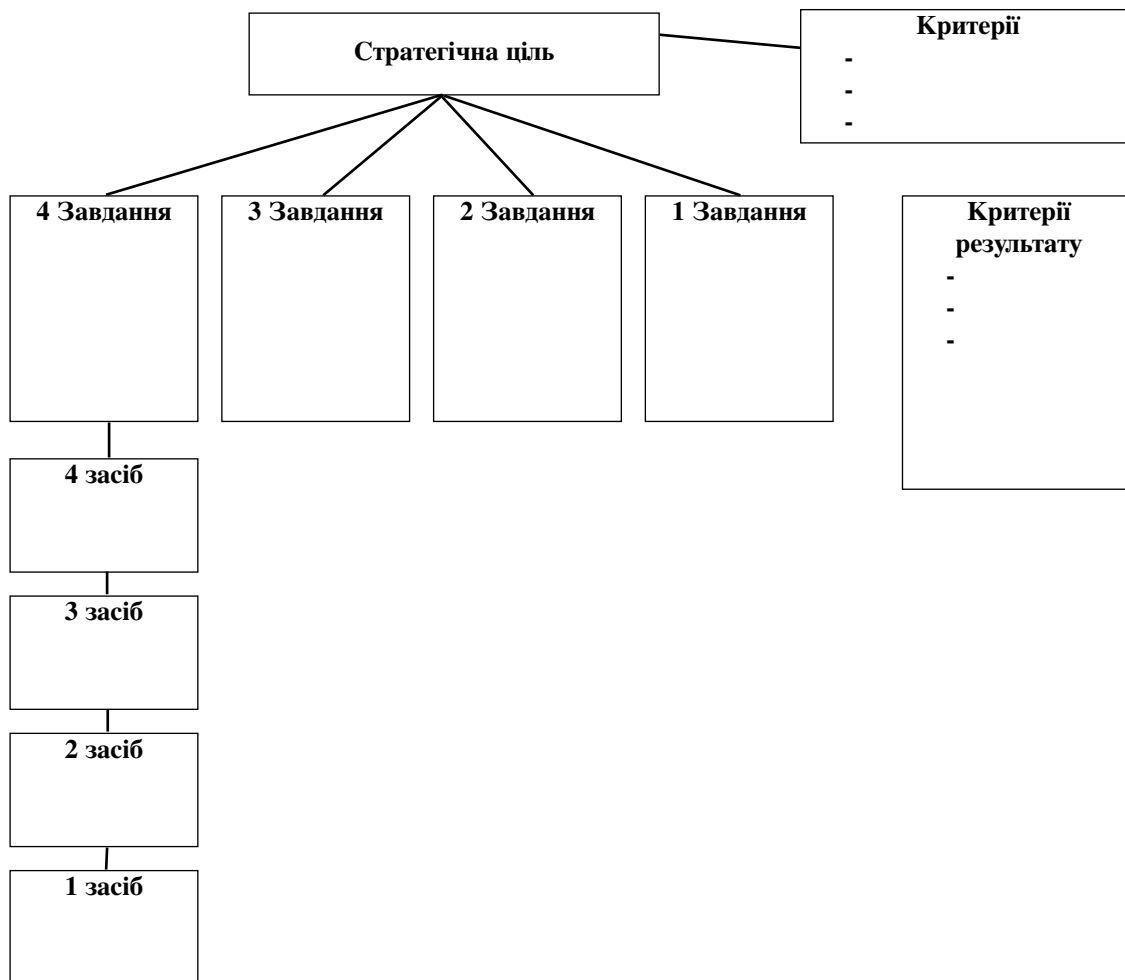 Стратегічна ціль
Критерії
-
-
-
4 Завдання
3 Завдання
2 Завдання
1 Завдання
Критерії
результату
-
-
-
4 засіб
3 засіб
2 засіб
1 засіб